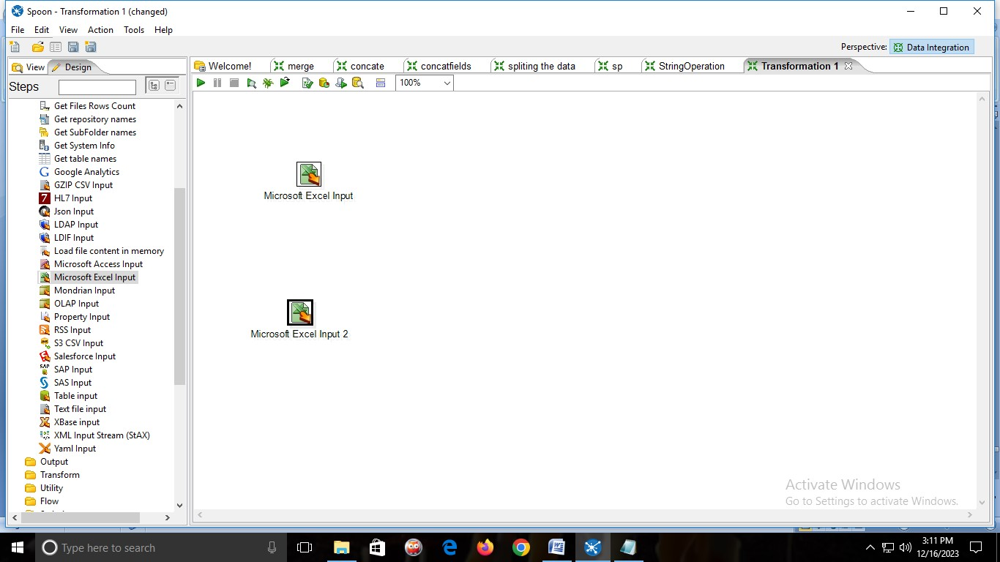 Spoon - Transformation 1 (changed)
File Edit View Action Tools Help
Perspective: Data Integration
View Design
Welcome! merge concate concatfields spliting the data sp StringOperation Transformation 1
Steps
100%
Get Files Rows Count
Get repository names
Get SubFolder names
Get System Info
Get table names
Google Analytics
GZIP CSV Input
HL7 Input
Json Input
LDAP Input
LDIF Input
Load file content in memory
Microsoft Access Input
Microsoft Excel Input
Mondrian Input
OLAP Input
Property Input
RSS Input
S3 CSV Input
Salesforce Input
SAP Input
SAS Input
Table input
Text file input
XBase input
XML Input Stream (StAX)
Yaml Input
Output
Transform
Utility
Flow
Microsoft Excel Input
Microsoft Excel Input 2
Activate Windows
Go to Settings to activate Windows.
Type here to search
3:11 PM
12/16/2023